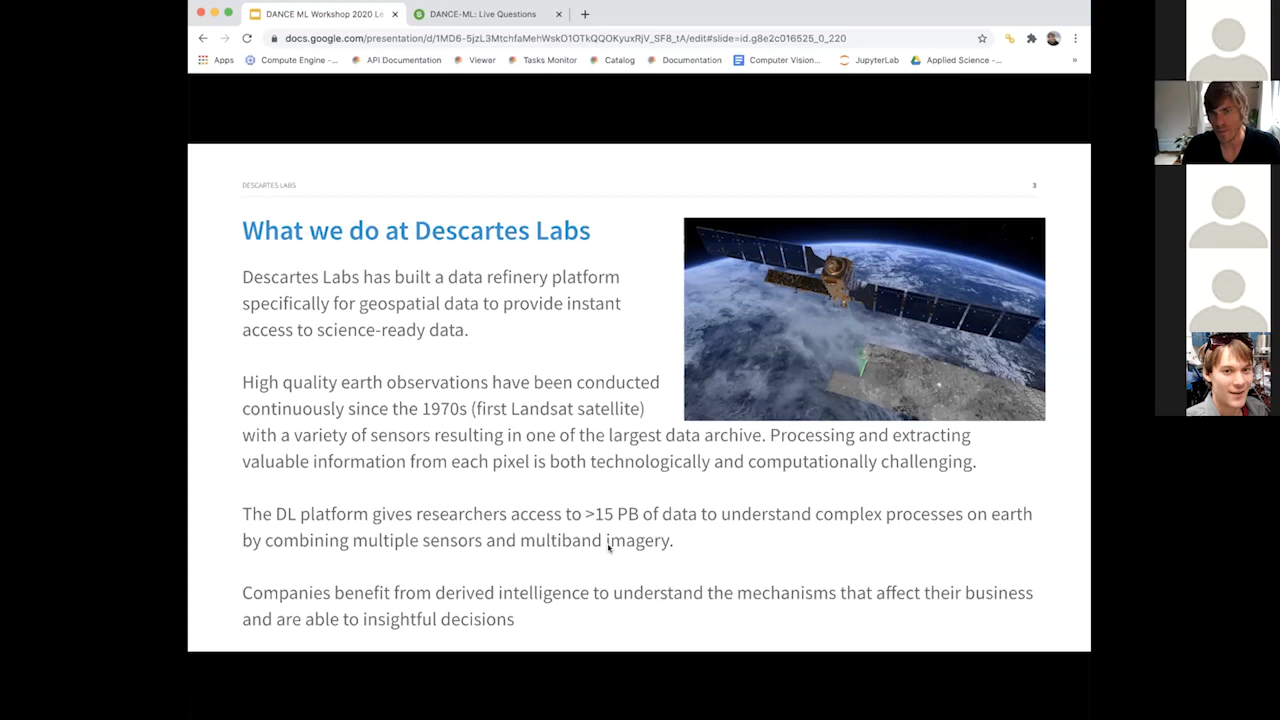 DANCE ML Workshop 2020 Le
DANCE-ML: Live Questions
docs.google.com/presentation/d/1MD6-5jzL3MtchfaMehWskO1OTkQQOKyuxRjV_SF8_tA/edit#slide=id.g8e2c016525_0_220
Apps
Compute Engine -...
API Documentation
Viewer
Tasks Monitor
Catalog
Documentation
Computer Vision...
JupyterLab
Applied Science -...
»
DESCARTES LABS
3
What we do at Descartes Labs
Descartes Labs has built a data refinery platform
specifically for geospatial data to provide instant
access to science-ready data.
High quality earth observations have been conducted
continuously since the 1970s (first Landsat satellite)
with a variety of sensors resulting in one of the largest data archive. Processing and extracting
valuable information from each pixel is both technologically and computationally challenging.
The DL platform gives researchers access to >15 PB of data to understand complex processes on earth
by combining multiple sensors and multiband imagery.
Companies benefit from derived intelligence to understand the mechanisms that affect their business
and are able to insightful decisions